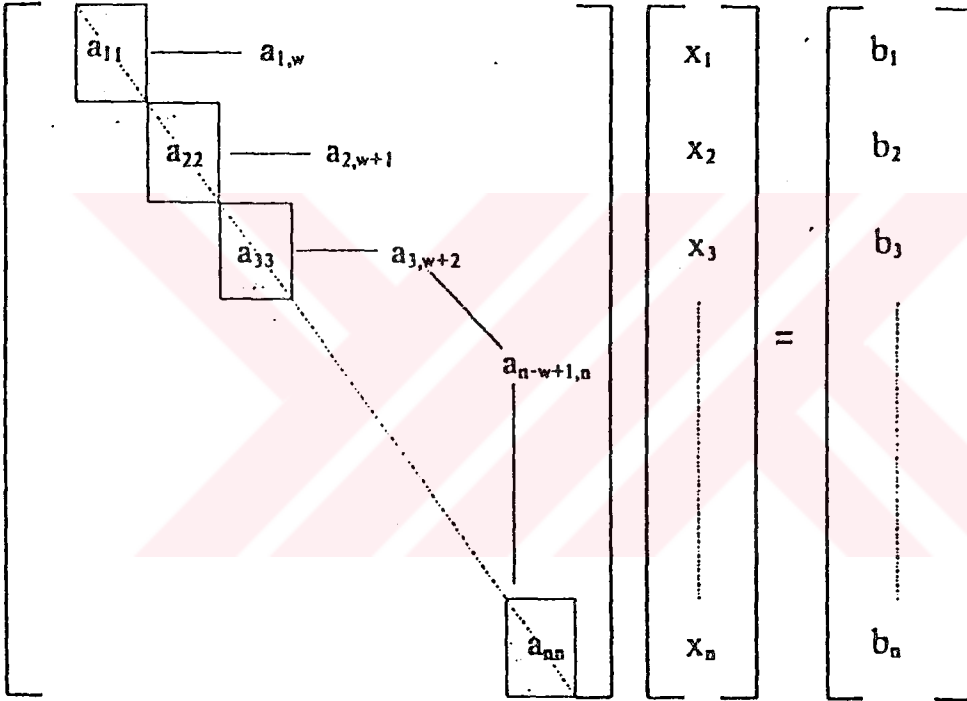 a11 a1,w x1 b1
a22 a2,w+1 x2 b2
a33 a3,w+2 x3 b3
an-w+1,n =
ann xn bn